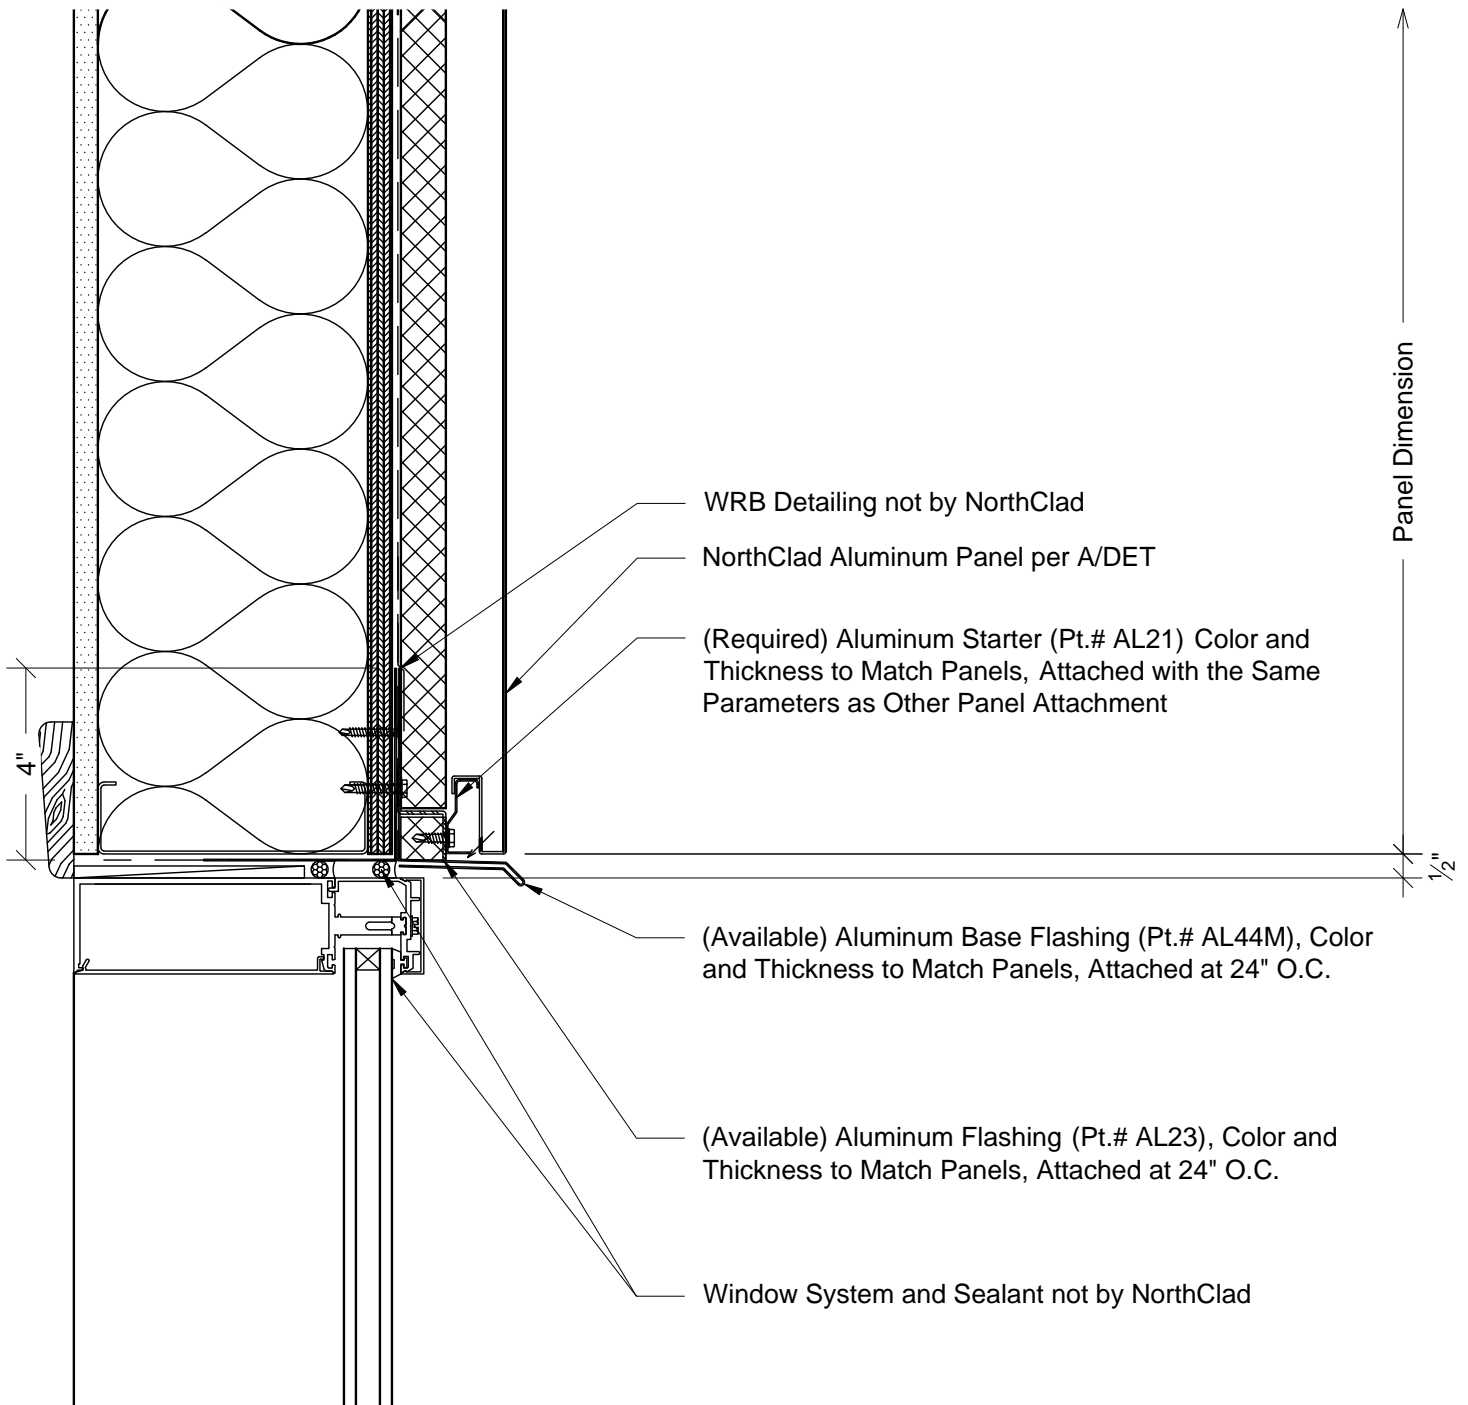 WRB Detailing not by NorthClad
NorthClad Aluminum Panel per A/DET
(Required) Aluminum Starter (Pt.# AL21) Color and
Thickness to Match Panels, Attached with the Same
Parameters as Other Panel Attachment
(Available) Aluminum Base Flashing (Pt.# AL44M), Color
and Thickness to Match Panels, Attached at 24" O.C.
(Available) Aluminum Flashing (Pt.# AL23), Color and
Thickness to Match Panels, Attached at 24" O.C.
Window System and Sealant not by NorthClad
4"
Panel Dimension
1/2"